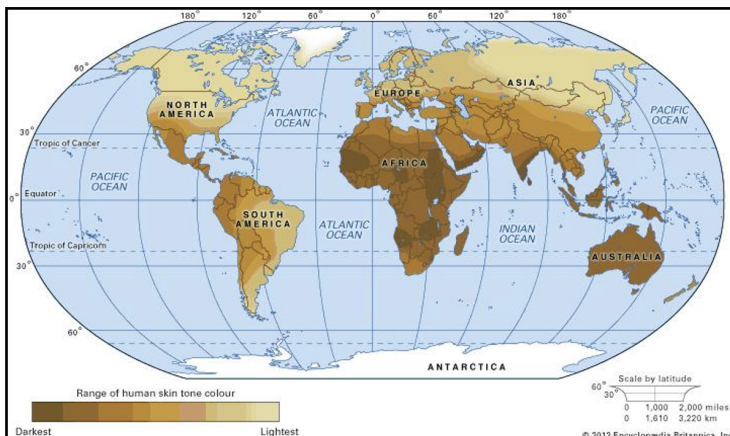 180° 120° 60° 0° 60° 120° 180°
60°
NORTH
AMERICA
ATLANTIC
OCEAN
EUROPE
ASIA
PACIFIC
OCEAN
30°
Tropic of Cancer
AFRICA
PACIFIC
OCEAN
Equator
0°
SOUTH
AMERICA
ATLANTIC
OCEAN
INDIAN
OCEAN
0°
Tropic of Capricorn
AUSTRALIA
30°
30°
60°
60°
ANTARCTICA
Range of human skin tone colour
Darkest Lightest
Scale by latitude
60°
30°
0 1,000 2,000 miles
0 1,610 3,220 km
© 2012 Encyclopædia Britannica, Inc